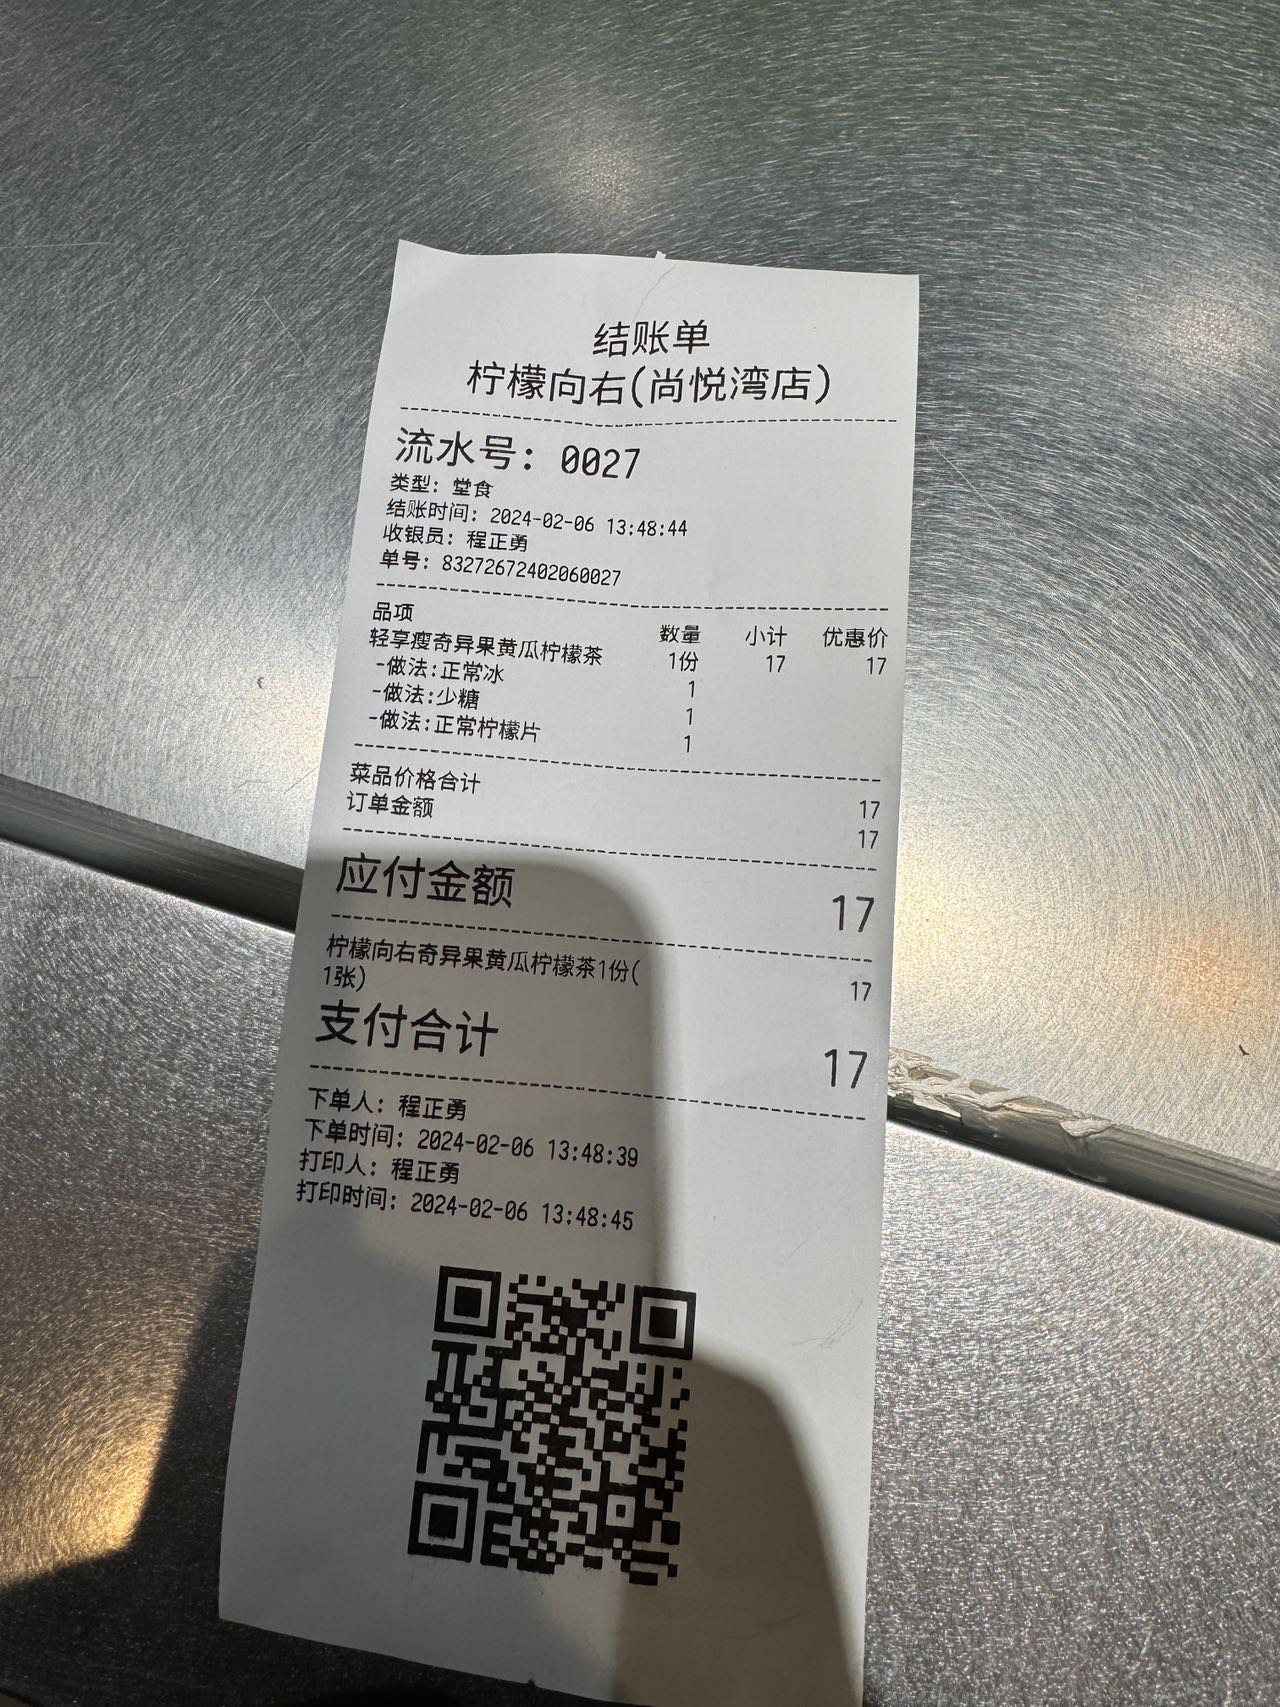 结账单
柠檬向右(尚悦湾店)
流水号: 0027
类型: 堂食
结账时间: 2024-02-06 13:48:44
收银员: 程正勇
单号: 83272672402060027
品项 数量 小计 优惠价
轻享瘦奇异果黄瓜柠檬茶 1份 17 17
-做法:正常冰 1
-做法:少糖 1
-做法:正常柠檬片 1
菜品价格合计 17
订单金额 17
应付金额 17
柠檬向右奇异果黄瓜柠檬茶1份(
1张) 17
支付合计 17
下单人: 程正勇
下单时间: 2024-02-06 13:48:39
打印人: 程正勇
打印时间: 2024-02-06 13:48:45